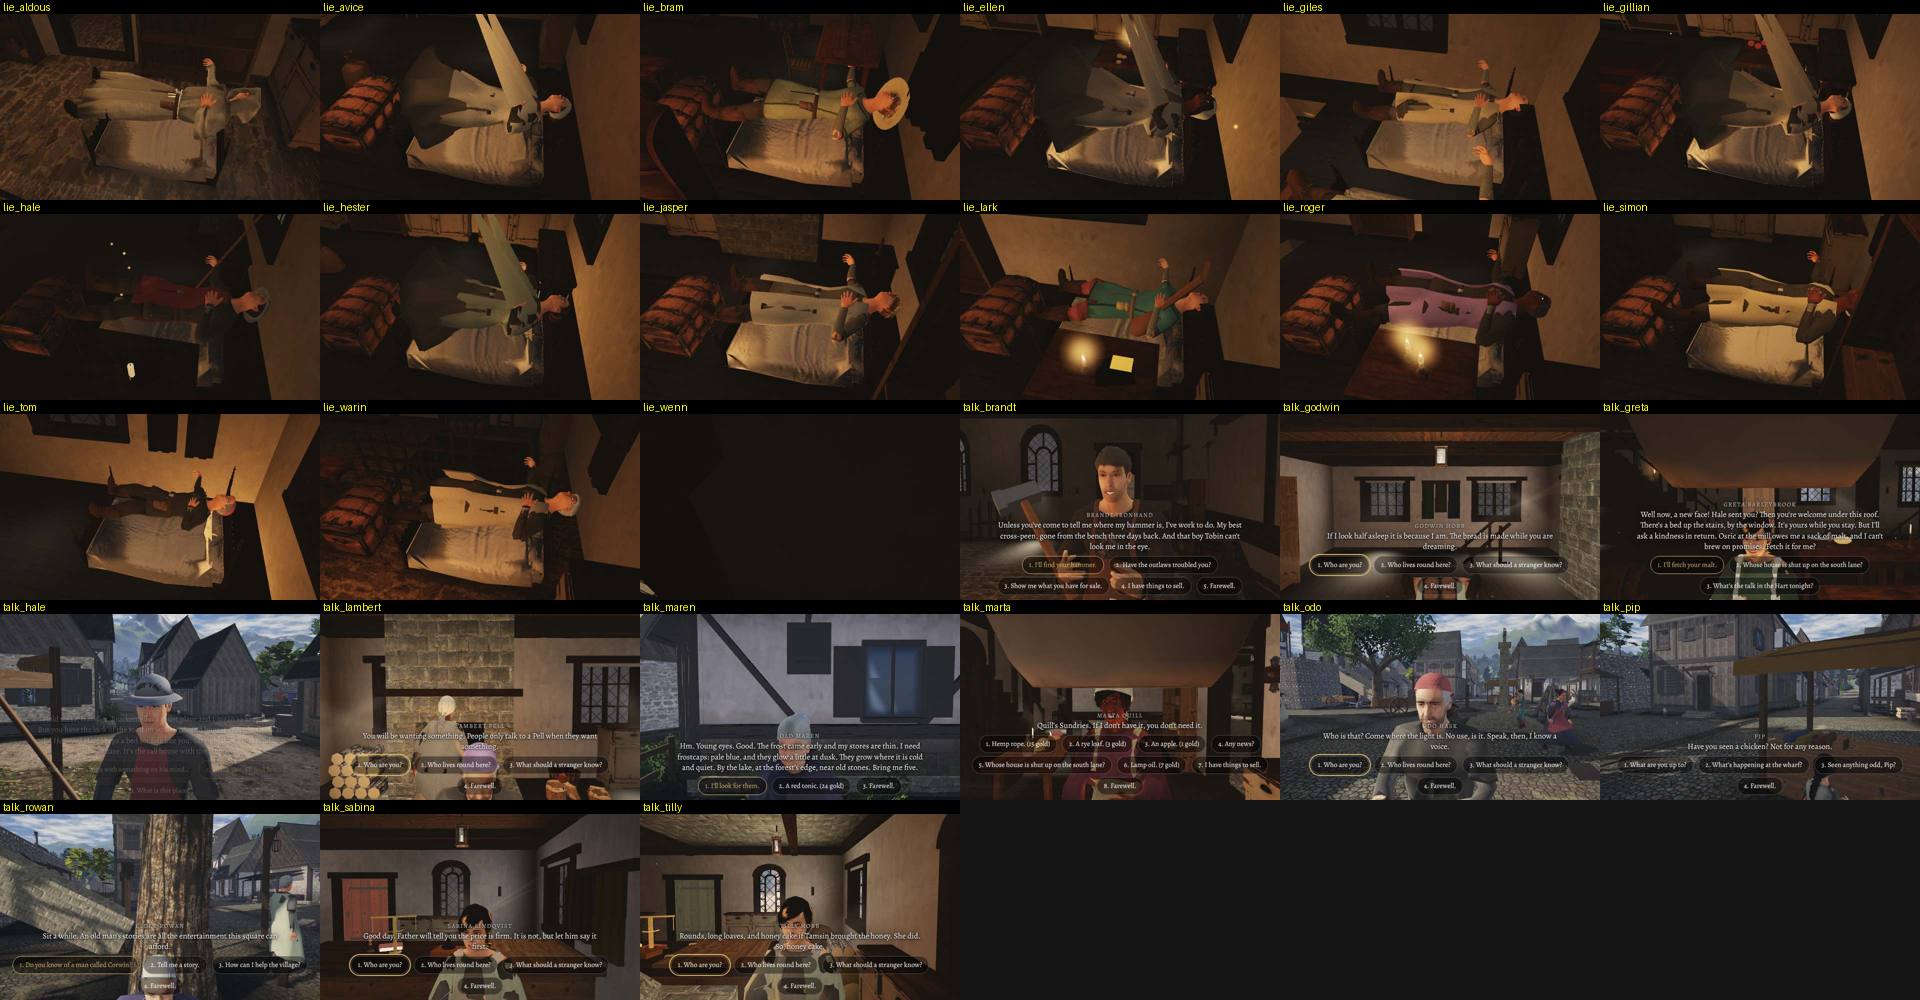 lie_aldous
lie_avice
lie_bram
lie_ellen
lie_giles
lie_gillian
lie_hale
lie_hester
lie_jasper
lie_lark
lie_roger
lie_simon
lie_tom
lie_warin
lie_wenn
talk_brandt
BRANDT IRONHAND
Unless you've come to tell me where my hammer is, I've work to do. My best
cross-peen, gone from the bench three days back. And that boy Tobin can't
look me in the eye.
1. I'll find your hammer.
2. Have the outlaws troubled you?
3. Show me what you have for sale.
4. I have things to sell.
5. Farewell.
talk_godwin
GODWIN HOBB
If I look half asleep it is because I am. The bread is made while you are
dreaming.
1. Who are you?
2. Who lives round here?
3. What should a stranger know?
4. Farewell.
talk_greta
GRETA BARLEYBROOK
Well now, a new face! Hale sent you? Then you're welcome under this roof.
There's a bed up the stairs, by the window. It's yours while you stay. But I'll
ask a kindness in return. Osric at the mill owes me a sack of malt, and I can't
brew on promises. Fetch it for me?
1. I'll fetch your malt.
2. Whose house is shut up on the south lane?
3. What's the talk in the Hart tonight?
talk_hale
talk_lambert
LAMBERT PELL
You will be wanting something. People only talk to a Pell when they want
something.
1. Who are you?
2. Who lives round here?
3. What should a stranger know?
4. Farewell.
talk_maren
OLD MAREN
Hm. Young eyes. Good. The frost came early and my stores are thin. I need
frostcaps: pale blue, and they glow a little at dusk. They grow where it is cold
and quiet. By the lake, at the forest's edge, near old stones. Bring me five.
1. I'll look for them.
2. A red tonic. (24 gold)
3. Farewell.
talk_marta
MARTA QUILL
Quill's Sundries. If I don't have it, you don't need it.
1. Hemp rope. (15 gold)
2. A rye loaf. (3 gold)
3. An apple. (1 gold)
4. Any news?
5. Whose house is shut up on the south lane?
6. Lamp oil. (7 gold)
7. I have things to sell.
8. Farewell.
talk_odo
ODO HASK
Who is that? Come where the light is. No use, is it. Speak, then, I know a
voice.
1. Who are you?
2. Who lives round here?
3. What should a stranger know?
4. Farewell.
talk_pip
PIP
Have you seen a chicken? Not for any reason.
1. What are you up to?
2. What's happening at the wharf?
3. Seen anything odd, Pip?
4. Farewell.
talk_rowan
ROWAN
Sit a while. An old man's stories are all the entertainment this square can
afford.
1. Do you know of a man called Corwin?
2. Tell me a story.
3. How can I help the village?
4. Farewell.
talk_sabina
SABINA LINDQVIST
Good day. Father will tell you the price is firm. It is not, but let him say it
first.
1. Who are you?
2. Who lives round here?
3. What should a stranger know?
4. Farewell.
talk_tilly
Rounds, long loaves, and honey cake if Tamsin brought the honey. She did.
So, honey cake.
1. Who are you?
2. Who lives round here?
3. What should a stranger know?
4. Farewell.